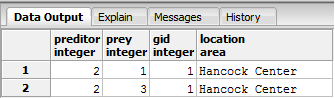 Data Output Explain Messages History
preditor prey gid location
integer integer integer area
1 2 1 1 Hancock Center
2 2 3 1 Hancock Center